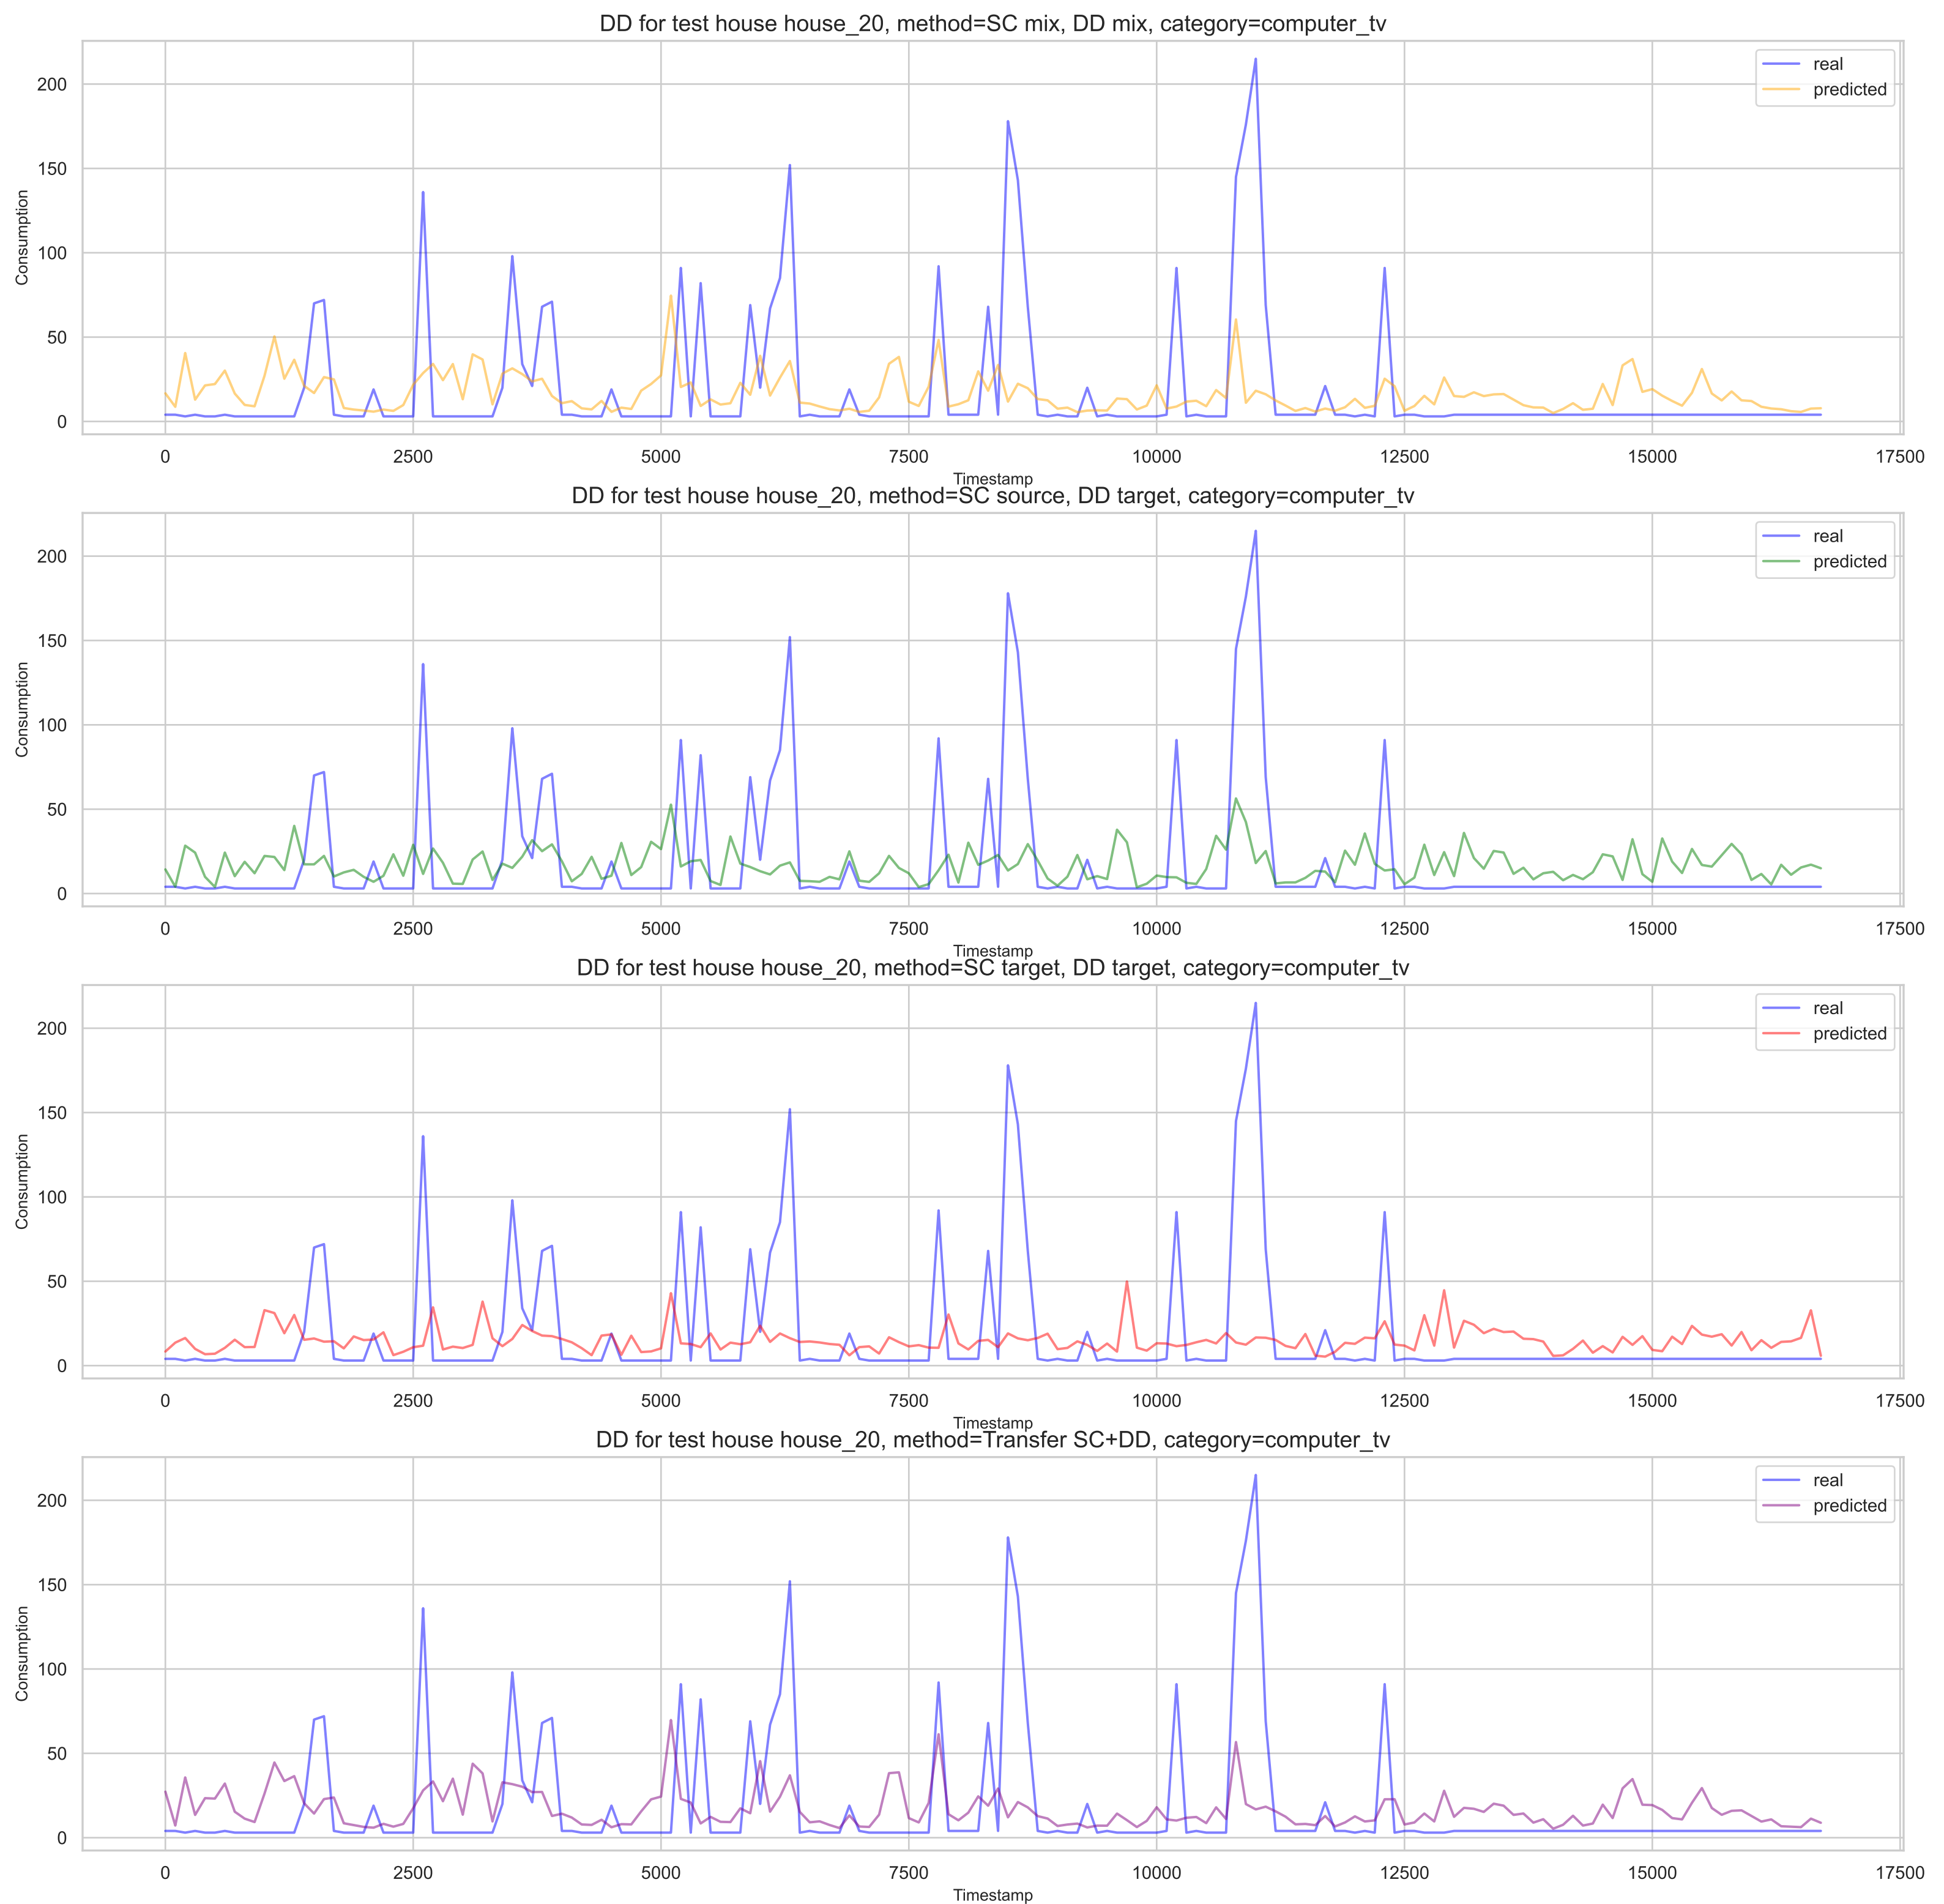 DD for test house house_20, method=SC mix, DD mix, category=computer_tv
real
predicted
200
150
100
50
0
Consumption
0 2500 5000 7500 10000 12500 15000 17500
Timestamp
DD for test house house_20, method=SC source, DD target, category=computer_tv
real
predicted
200
150
100
50
0
Consumption
0 2500 5000 7500 10000 12500 15000 17500
Timestamp
DD for test house house_20, method=SC target, DD target, category=computer_tv
real
predicted
200
150
100
50
0
Consumption
0 2500 5000 7500 10000 12500 15000 17500
Timestamp
DD for test house house_20, method=Transfer SC+DD, category=computer_tv
real
predicted
200
150
100
50
0
Consumption
0 2500 5000 7500 10000 12500 15000 17500
Timestamp